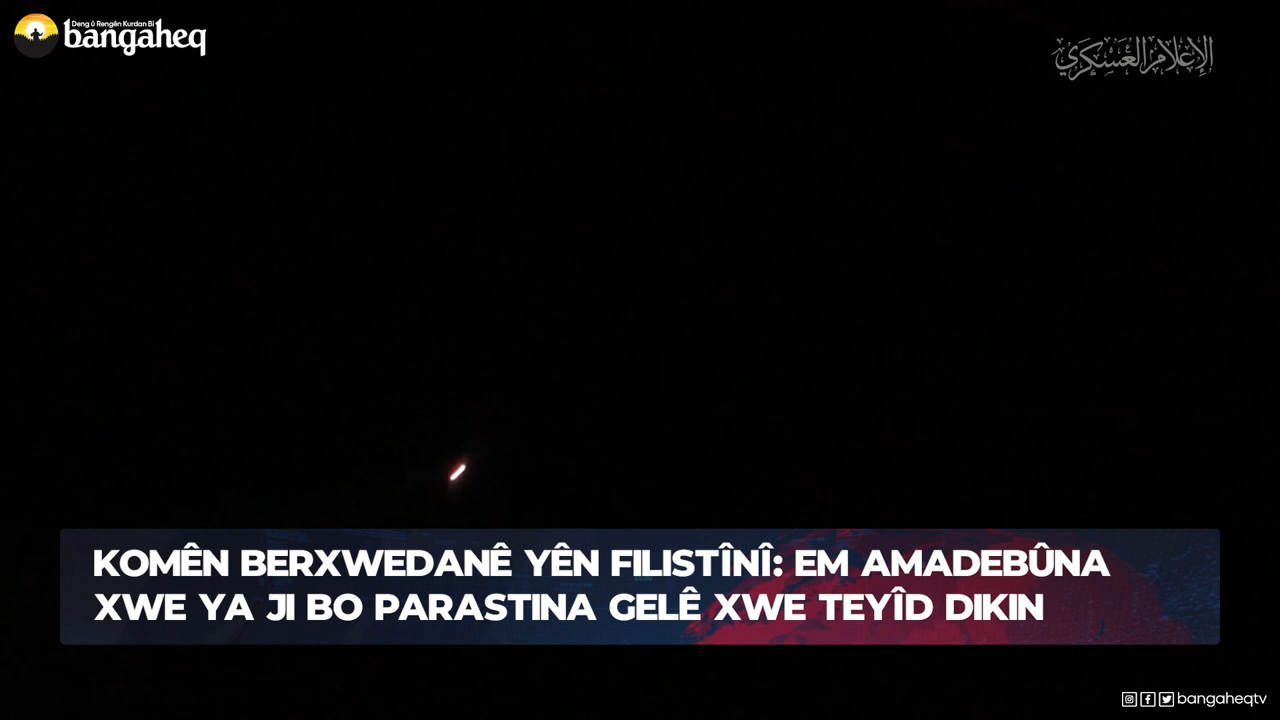 Deng û Rengên Kurdan Bi
bangaheq
الإعلام العسكري
KOMÊN BERXWEDANÊ YÊN FILISTÎNÎ: EM AMADEBÛNA
XWE YA JI BO PARASTINA GELÊ XWE TEYÎD DIKIN
bangaheqtv